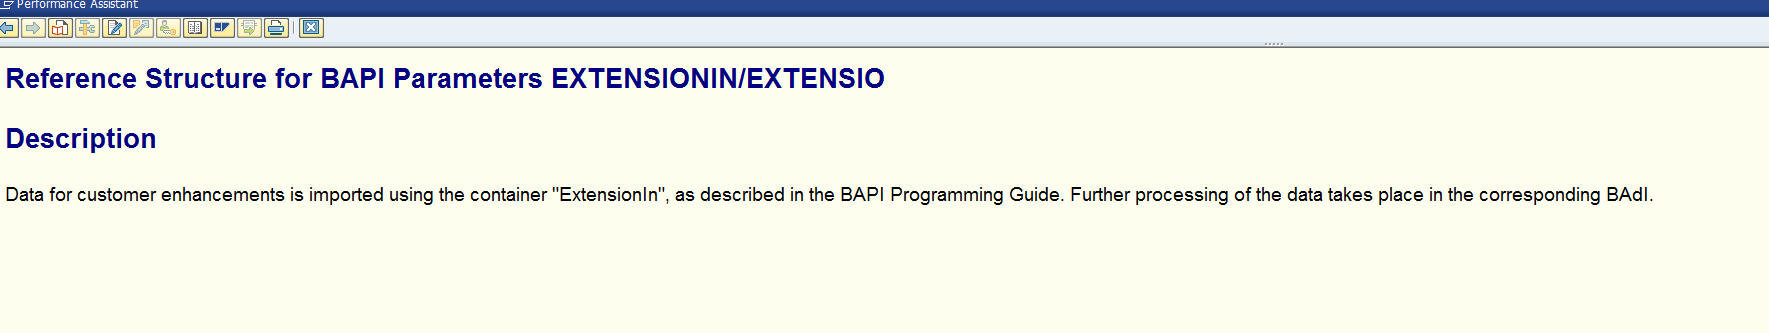 Performance Assistant
Reference Structure for BAPI Parameters EXTENSIONIN/EXTENSIO
Description
Data for customer enhancements is imported using the container "ExtensionIn", as described in the BAPI Programming Guide. Further processing of the data takes place in the corresponding BAdI.